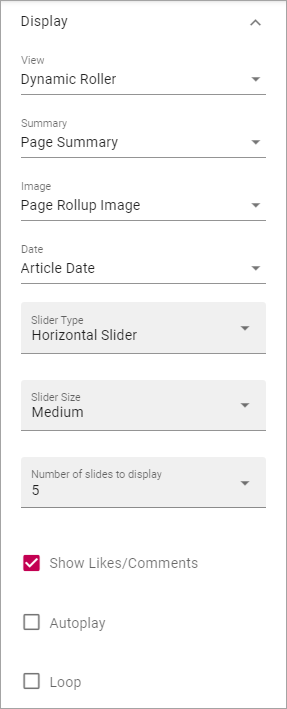 Display
View
Dynamic Roller
Summary
Page Summary
Image
Page Rollup Image
Date
Article Date
Slider Type
Horizontal Slider
Slider Size
Medium
Number of slides to display
5
Show Likes/Comments
Autoplay
Loop